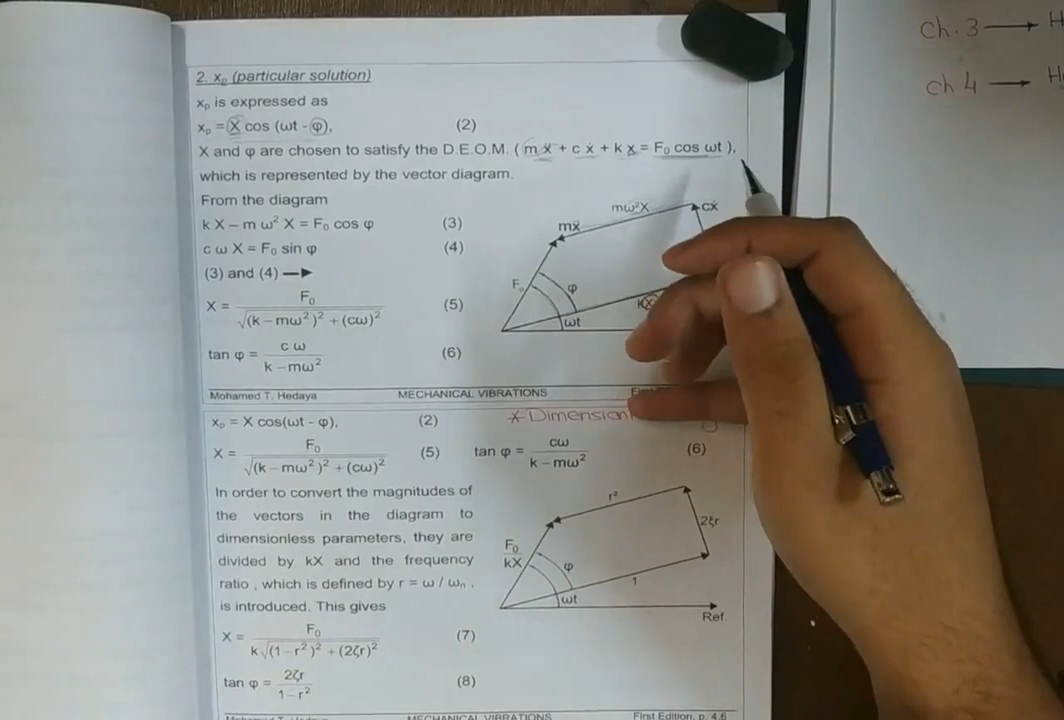 2. xₚ (particular solution)
xₚ is expressed as
xₚ = X cos (ωt - φ), (2)
X and φ are chosen to satisfy the D.E.O.M. ( m ẍ + c ẋ + k x = F₀ cos ωt ),
which is represented by the vector diagram.
From the diagram
k X – m ω² X = F₀ cos φ (3)
c ω X = F₀ sin φ (4)
(3) and (4)
X = F₀ / √(k – mω²)² + (cω)² (5)
tan φ = c ω / k – mω² (6)
mω²X
cẋ
mẍ
φ
ωt
Mohamed T. Hedaya MECHANICAL VIBRATIONS
* Dimension
xₚ = X cos(ωt - φ), (2)
X = F₀ / √(k – mω²)² + (cω)² (5) tan φ = cω / k – mω² (6)
In order to convert the magnitudes of
the vectors in the diagram to
dimensionless parameters, they are
divided by kX and the frequency
ratio , which is defined by r = ω / ωₙ ,
is introduced. This gives
X = F₀ / k √(1 – r²)² + (2ζr)² (7)
tan φ = 2ζr / 1 – r² (8)
r²
2ξr
F₀ / kX
φ
1
ωt
Ref.
MECHANICAL VIBRATIONS First Edition, p. 4.6
Ch. 3 → H
Ch 4 →